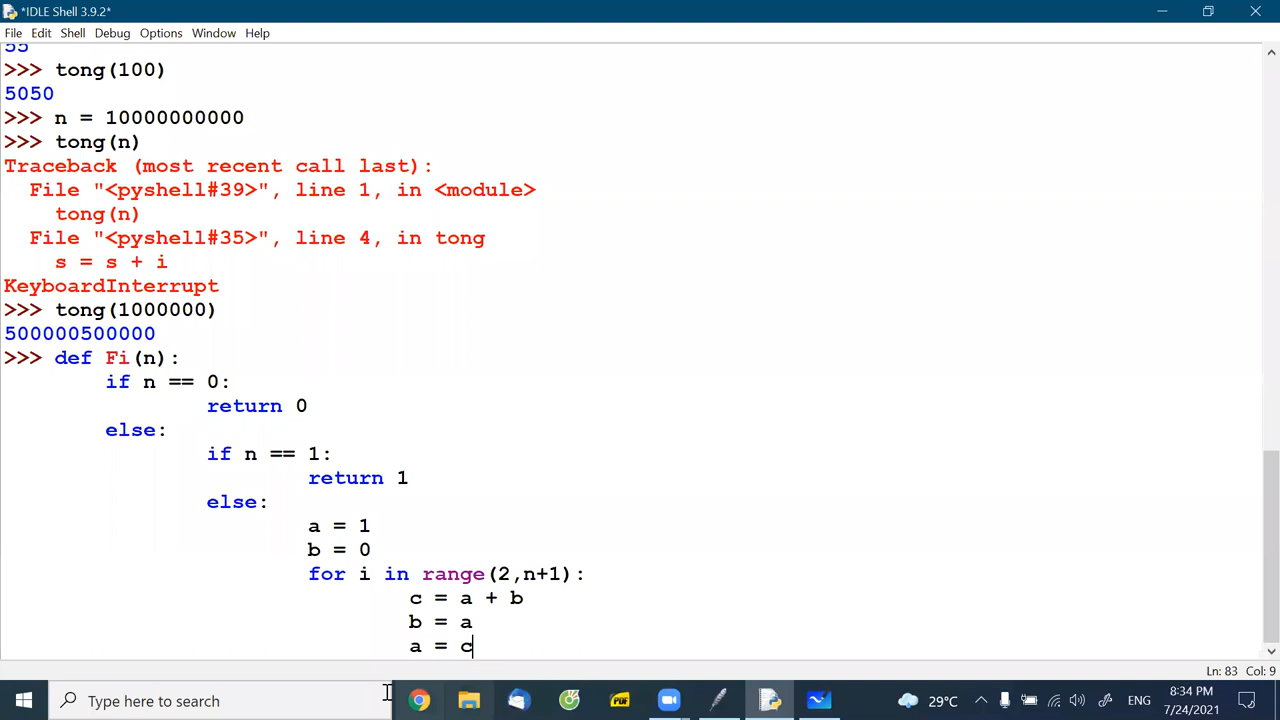 *IDLE Shell 3.9.2*
File Edit Shell Debug Options Window Help
55
>>> tong(100)
5050
>>> n = 10000000000
>>> tong(n)
Traceback (most recent call last):
  File "<pyshell#39>", line 1, in <module>
    tong(n)
  File "<pyshell#35>", line 4, in tong
    s = s + i
KeyboardInterrupt
>>> tong(1000000)
500000500000
>>> def Fi(n):
        if n == 0:
                return 0
        else:
                if n == 1:
                        return 1
                else:
                        a = 1
                        b = 0
                        for i in range(2,n+1):
                                c = a + b
                                b = a
                                a = c
Ln: 83 Col: 9
Type here to search
PDF
29°C
ENG
8:34 PM
7/24/2021